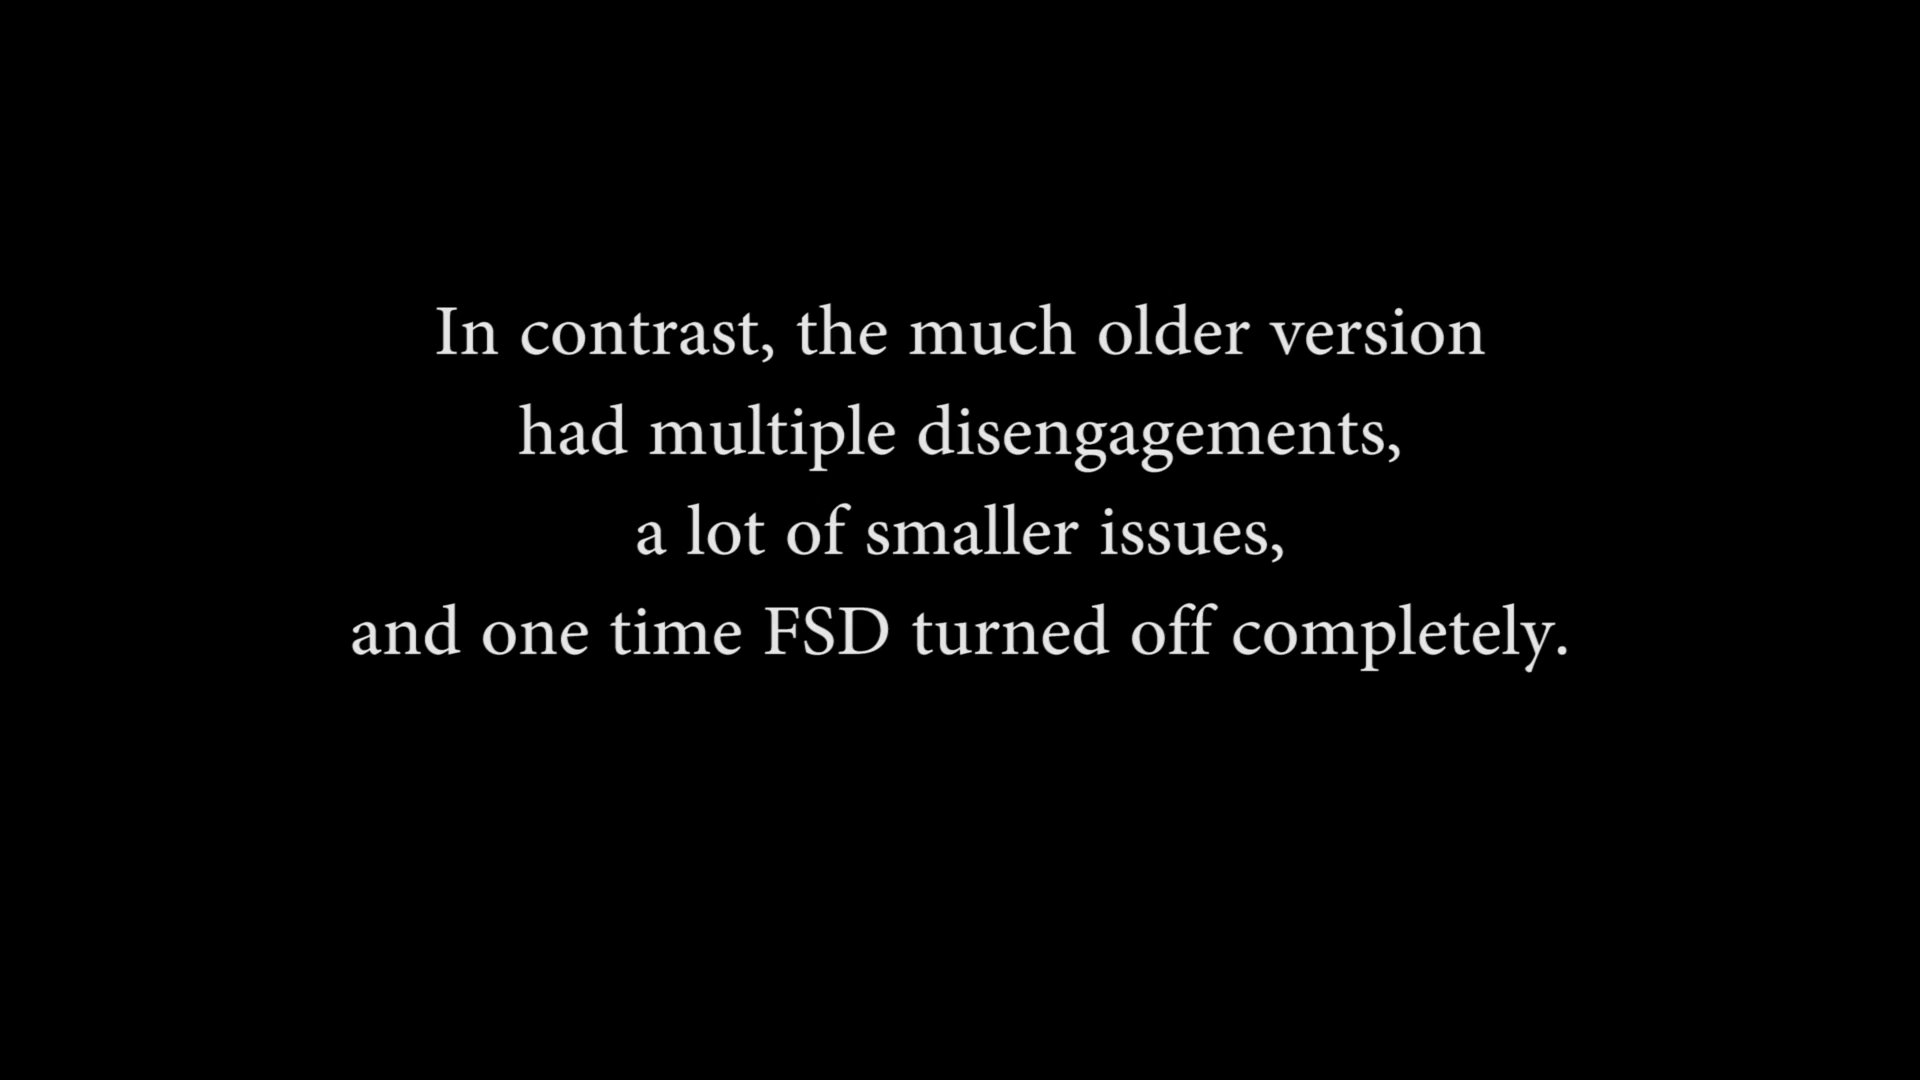 In contrast, the much older version
had multiple disengagements,
a lot of smaller issues,
and one time FSD turned off completely.